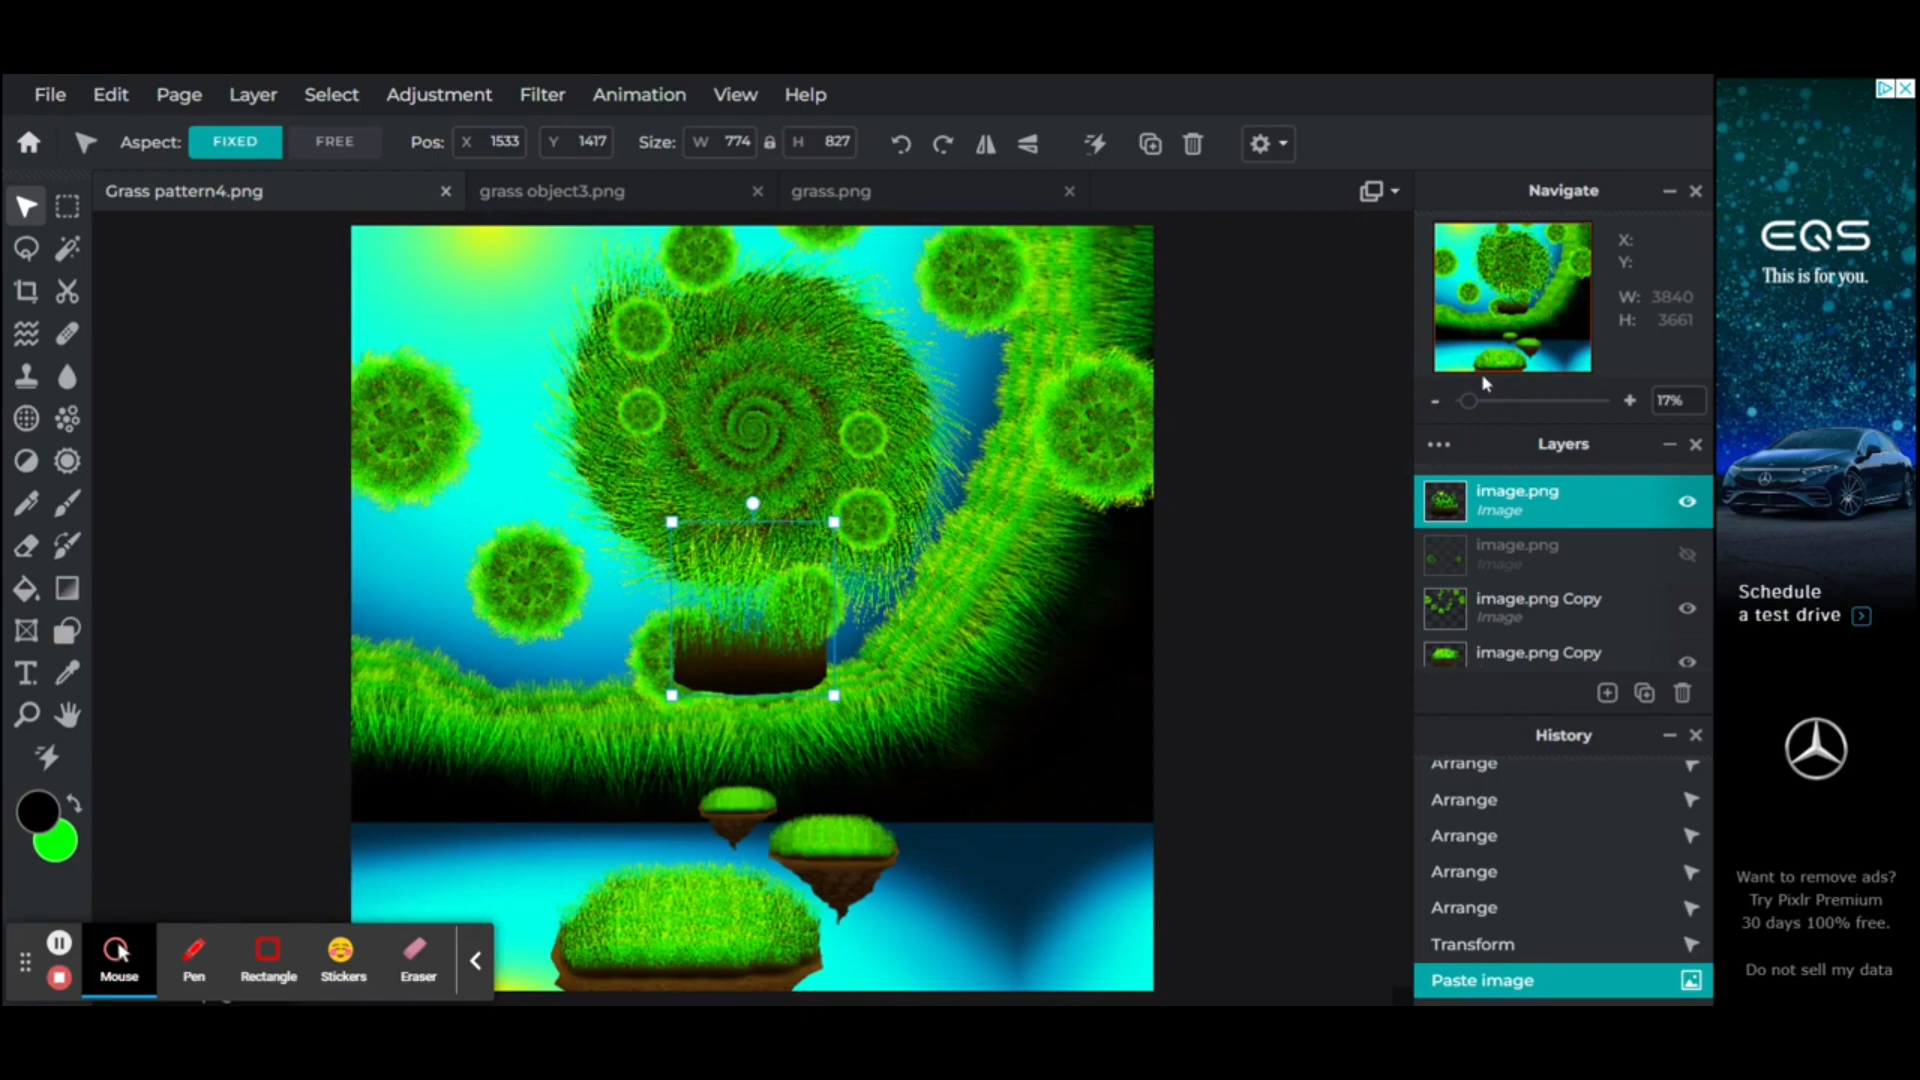 File Edit Page Layer Select Adjustment Filter Animation View Help
Aspect: FIXED FREE Pos: X 1533 Y 1417 Size: W 774 H 827
Grass pattern4.png grass object3.png grass.png
Navigate
X:
Y:
W: 3840
H: 3661
17%
Layers
image.png
Image
image.png
Image
image.png Copy
Image
image.png Copy
History
Arrange
Arrange
Arrange
Arrange
Arrange
Transform
Paste image
Mouse Pen Rectangle Stickers Eraser
EQS
This is for you.
Schedule
a test drive
Want to remove ads?
Try Pixlr Premium
30 days 100% free.
Do not sell my data